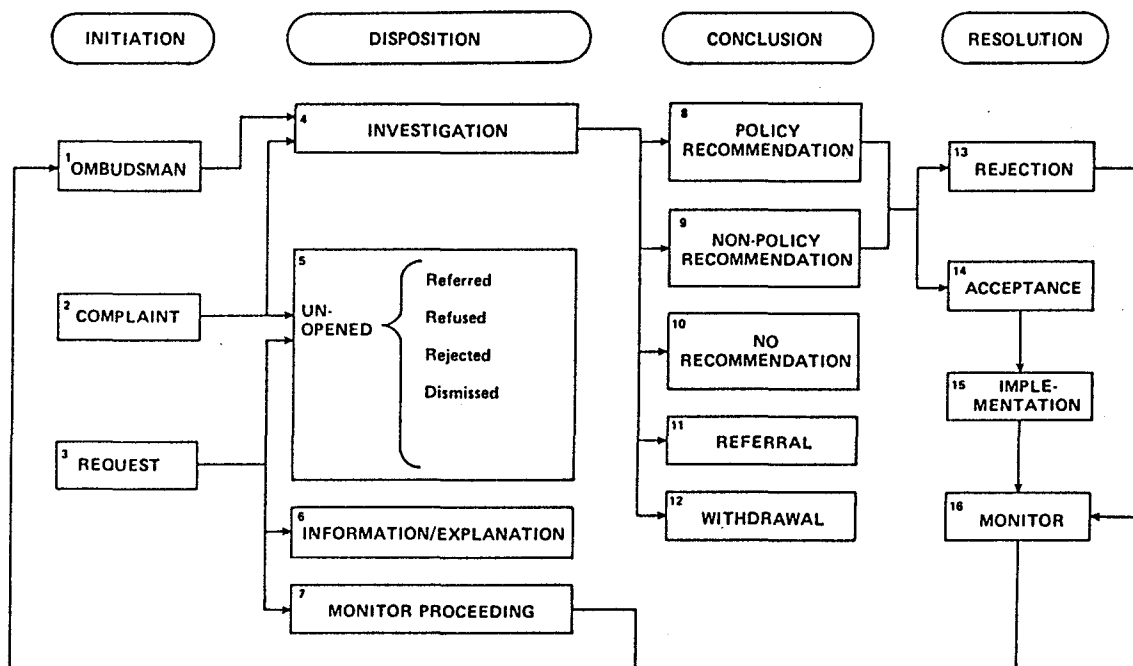 INITIATION
DISPOSITION
CONCLUSION
RESOLUTION
1
OMBUDSMAN
2
COMPLAINT
3
REQUEST
4
INVESTIGATION
5
UN-
OPENED
Referred
Refused
Rejected
Dismissed
6
INFORMATION/EXPLANATION
7
MONITOR PROCEEDING
8
POLICY
RECOMMENDATION
9
NON-POLICY
RECOMMENDATION
10
NO
RECOMMENDATION
11
REFERRAL
12
WITHDRAWAL
13
REJECTION
14
ACCEPTANCE
15
IMPLE-
MENTATION
16
MONITOR